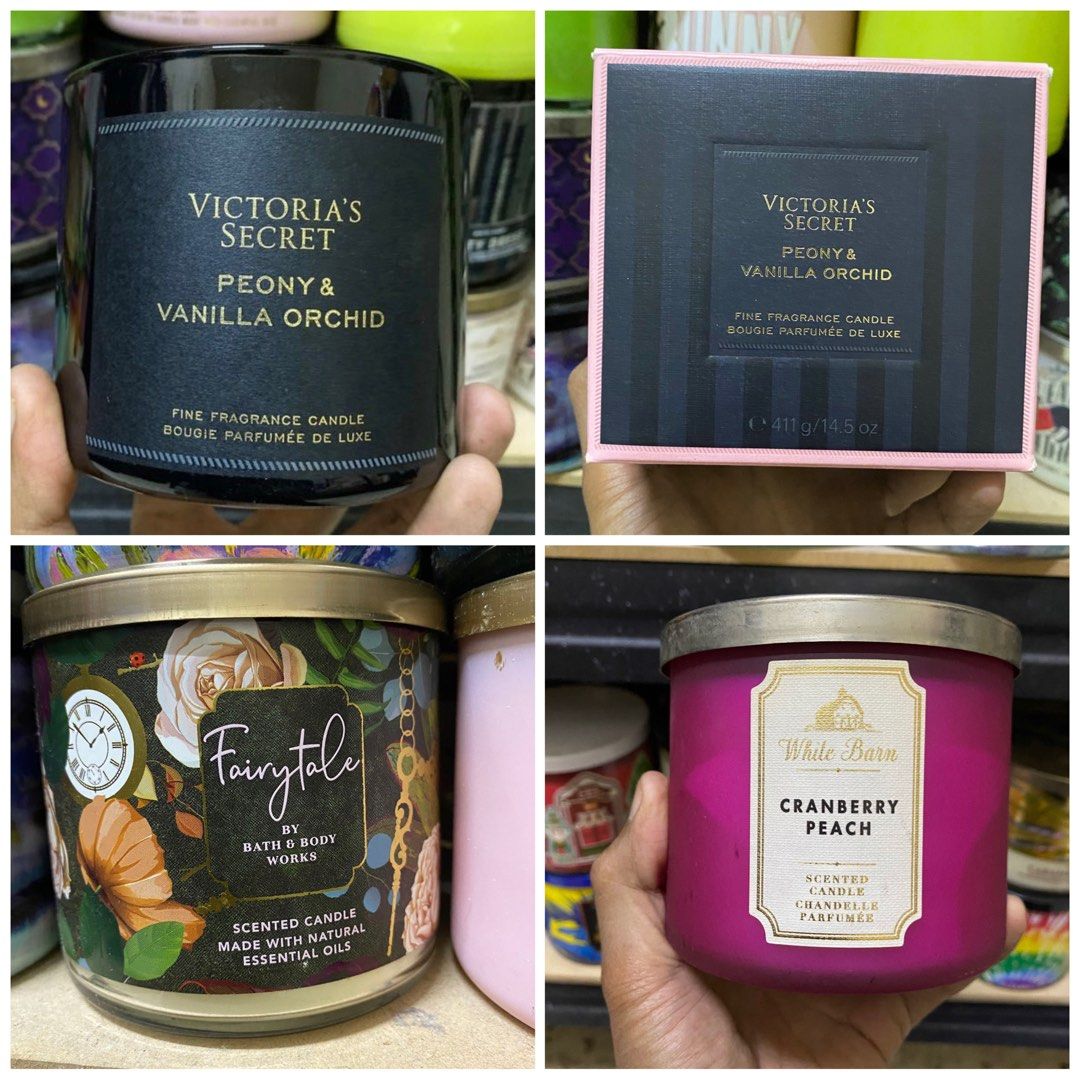 VICTORIA'S
SECRET
PEONY &
VANILLA ORCHID
FINE FRAGRANCE CANDLE
BOUGIE PARFUMÉE DE LUXE
VICTORIA'S
SECRET
PEONY &
VANILLA ORCHID
FINE FRAGRANCE CANDLE
BOUGIE PARFUMÉE DE LUXE
℮ 411 g/14.5 oz
Fairytale
BY
BATH & BODY
WORKS
SCENTED CANDLE
MADE WITH NATURAL
ESSENTIAL OILS
White Barn
CRANBERRY
PEACH
SCENTED
CANDLE
CHANDELLE
PARFUMÉE